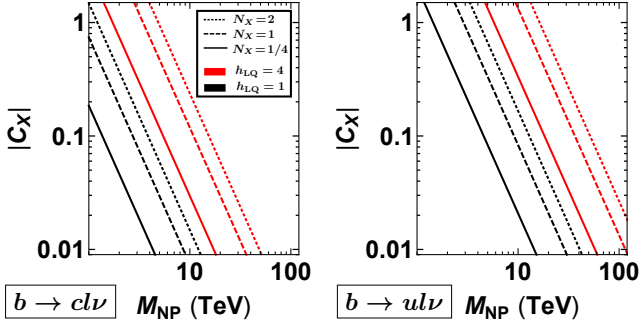 N_X = 2
N_X = 1
N_X = 1/4
h_LQ = 4
h_LQ = 1
|C_X|
1
0.1
0.01
10
100
b → clν
M_NP (TeV)
|C_X|
1
0.1
0.01
10
100
b → ulν
M_NP (TeV)